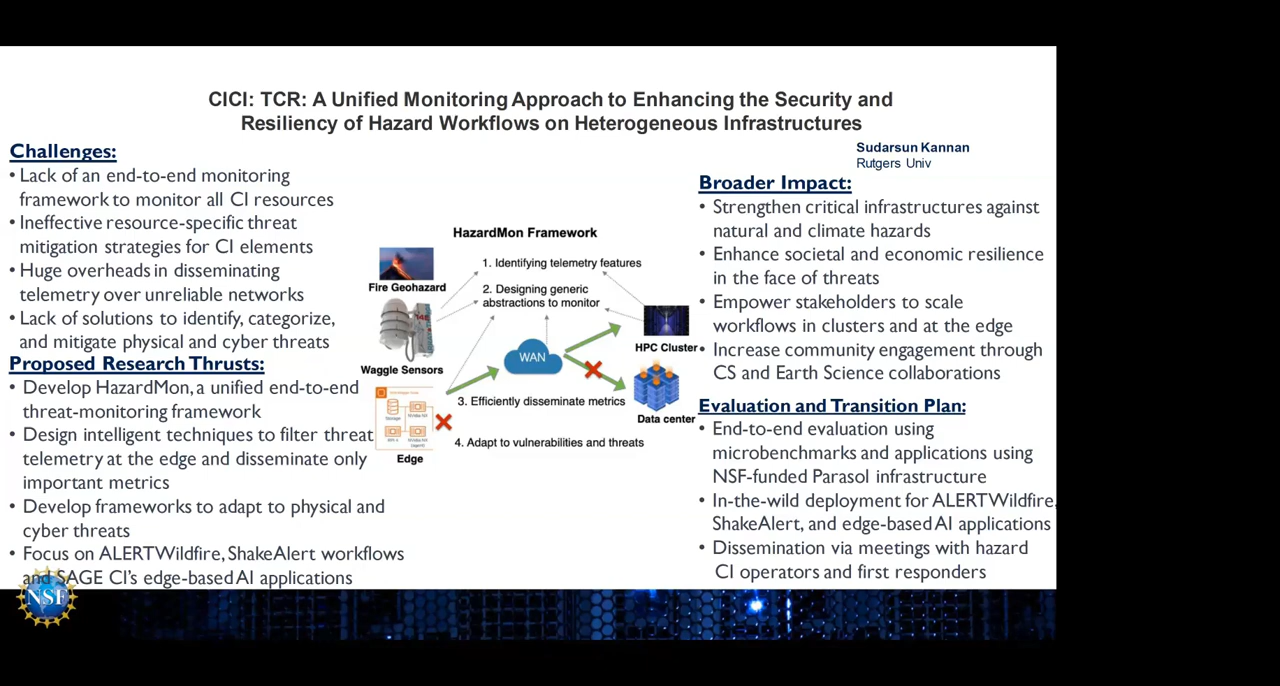 CICI: TCR: A Unified Monitoring Approach to Enhancing the Security and
Resiliency of Hazard Workflows on Heterogeneous Infrastructures
Sudarsun Kannan
Rutgers Univ
Challenges:
• Lack of an end-to-end monitoring
framework to monitor all CI resources
• Ineffective resource-specific threat
mitigation strategies for CI elements
• Huge overheads in disseminating
telemetry over unreliable networks
• Lack of solutions to identify, categorize,
and mitigate physical and cyber threats
Proposed Research Thrusts:
• Develop HazardMon, a unified end-to-end
threat-monitoring framework
• Design intelligent techniques to filter threat
telemetry at the edge and disseminate only
important metrics
• Develop frameworks to adapt to physical and
cyber threats
• Focus on ALERTWildfire, ShakeAlert workflows
and SAGE CI's edge-based AI applications
HazardMon Framework
1. Identifying telemetry features
Fire Geohazard
2. Designing generic
abstractions to monitor
Waggle Sensors
WAN
HPC Cluster
3. Efficiently disseminate metrics
Data center
4. Adapt to vulnerabilities and threats
Storage
Edge
Broader Impact:
• Strengthen critical infrastructures against
natural and climate hazards
• Enhance societal and economic resilience
in the face of threats
• Empower stakeholders to scale
workflows in clusters and at the edge
• Increase community engagement through
CS and Earth Science collaborations
Evaluation and Transition Plan:
• End-to-end evaluation using
microbenchmarks and applications using
NSF-funded Parasol infrastructure
• In-the-wild deployment for ALERTWildfire,
ShakeAlert, and edge-based AI applications
• Dissemination via meetings with hazard
CI operators and first responders
NSF